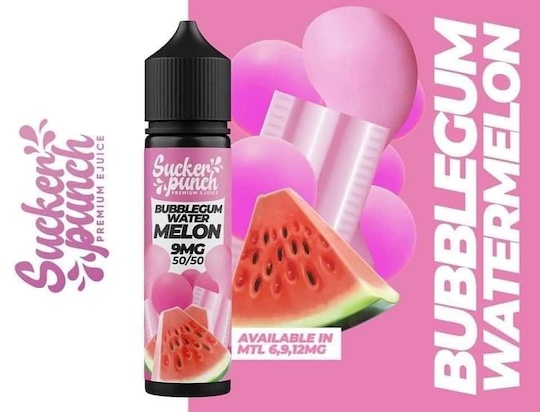 Sucker
punch
PREMIUM EJUICE
Sucker
punch
PREMIUM EJUICE
BUBBLEGUM
WATER
MELON
9MG
50/50
AVAILABLE IN
MTL 6,9,12MG
BUBBLEGUM
WATERMELON